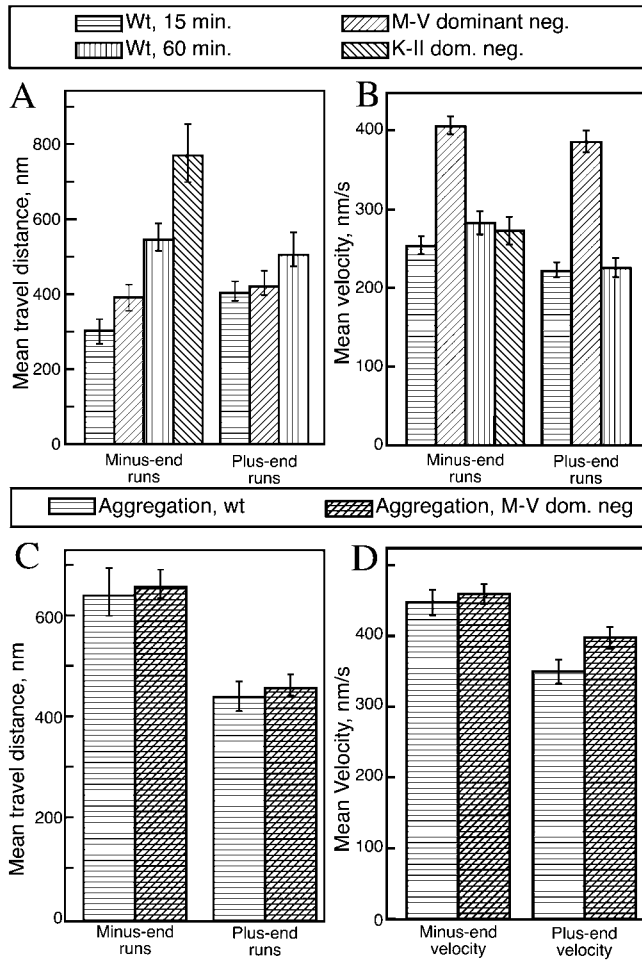 Wt, 15 min.
M-V dominant neg.
Wt, 60 min.
K-II dom. neg.
A
Mean travel distance, nm
800
600
400
200
0
Minus-end
runs
Plus-end
runs
B
Mean velocity, nm/s
400
300
200
100
0
Minus-end
runs
Plus-end
runs
Aggregation, wt
Aggregation, M-V dom. neg
C
Mean travel distance, nm
600
400
200
0
Minus-end
runs
Plus-end
runs
D
Mean Velocity, nm/s
400
300
200
100
0
Minus-end
velocity
Plus-end
velocity